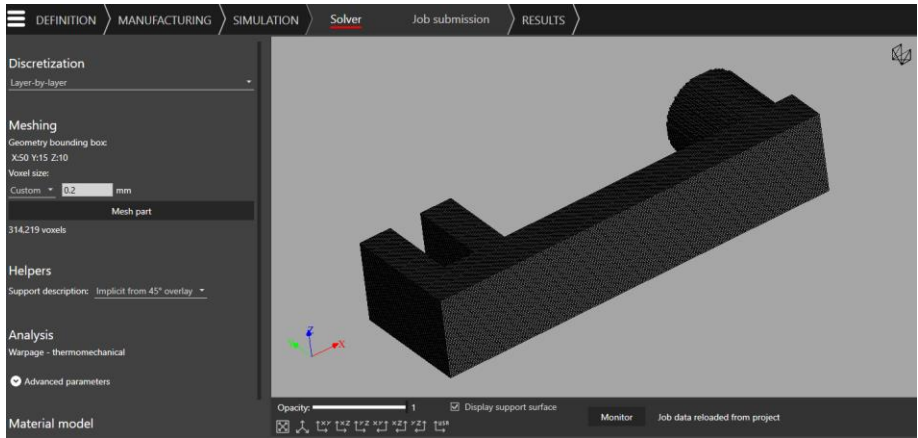 DEFINITION MANUFACTURING SIMULATION Solver Job submission RESULTS
Discretization
Layer-by-layer
Meshing
Geometry bounding box:
X:50 Y:15 Z:10
Voxel size:
Custom 0.2 mm
Mesh part
314,219 voxels
Helpers
Support description: Implicit from 45° overlay
Analysis
Warpage - thermomechanical
Advanced parameters
Material model
Z
X
Opacity: 1 Display support surface
Monitor Job data reloaded from project